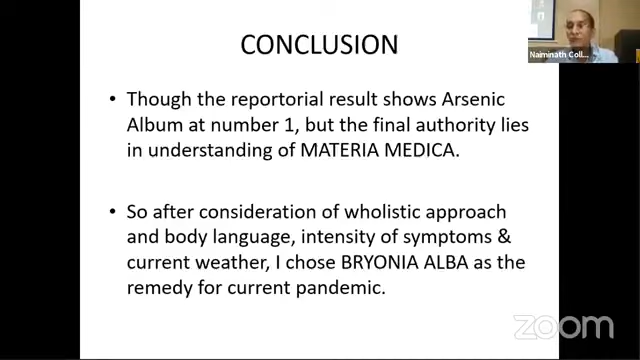 Naiminath Coll...
CONCLUSION
• Though the reportorial result shows Arsenic
Album at number 1, but the final authority lies
in understanding of MATERIA MEDICA.
• So after consideration of wholistic approach
and body language, intensity of symptoms &
current weather, I chose BRYONIA ALBA as the
remedy for current pandemic.
zoom